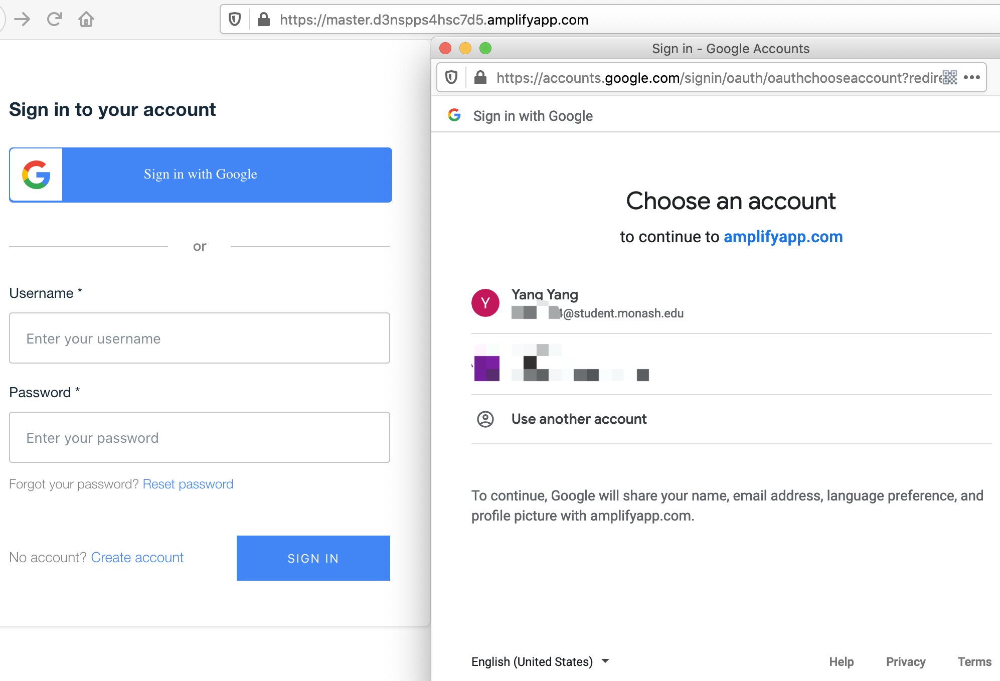 https://master.d3nspps4hsc7d5.amplifyapp.com
Sign in to your account
Sign in with Google
or
Username *
Enter your username
Password *
Enter your password
Forgot your password? Reset password
No account? Create account
SIGN IN
Sign in - Google Accounts
https://accounts.google.com/signin/oauth/oauthchooseaccount?redire
Sign in with Google
Choose an account
to continue to amplifyapp.com
Y
Yang Yang
4@student.monash.edu
Use another account
To continue, Google will share your name, email address, language preference, and
profile picture with amplifyapp.com.
English (United States)
Help Privacy Terms